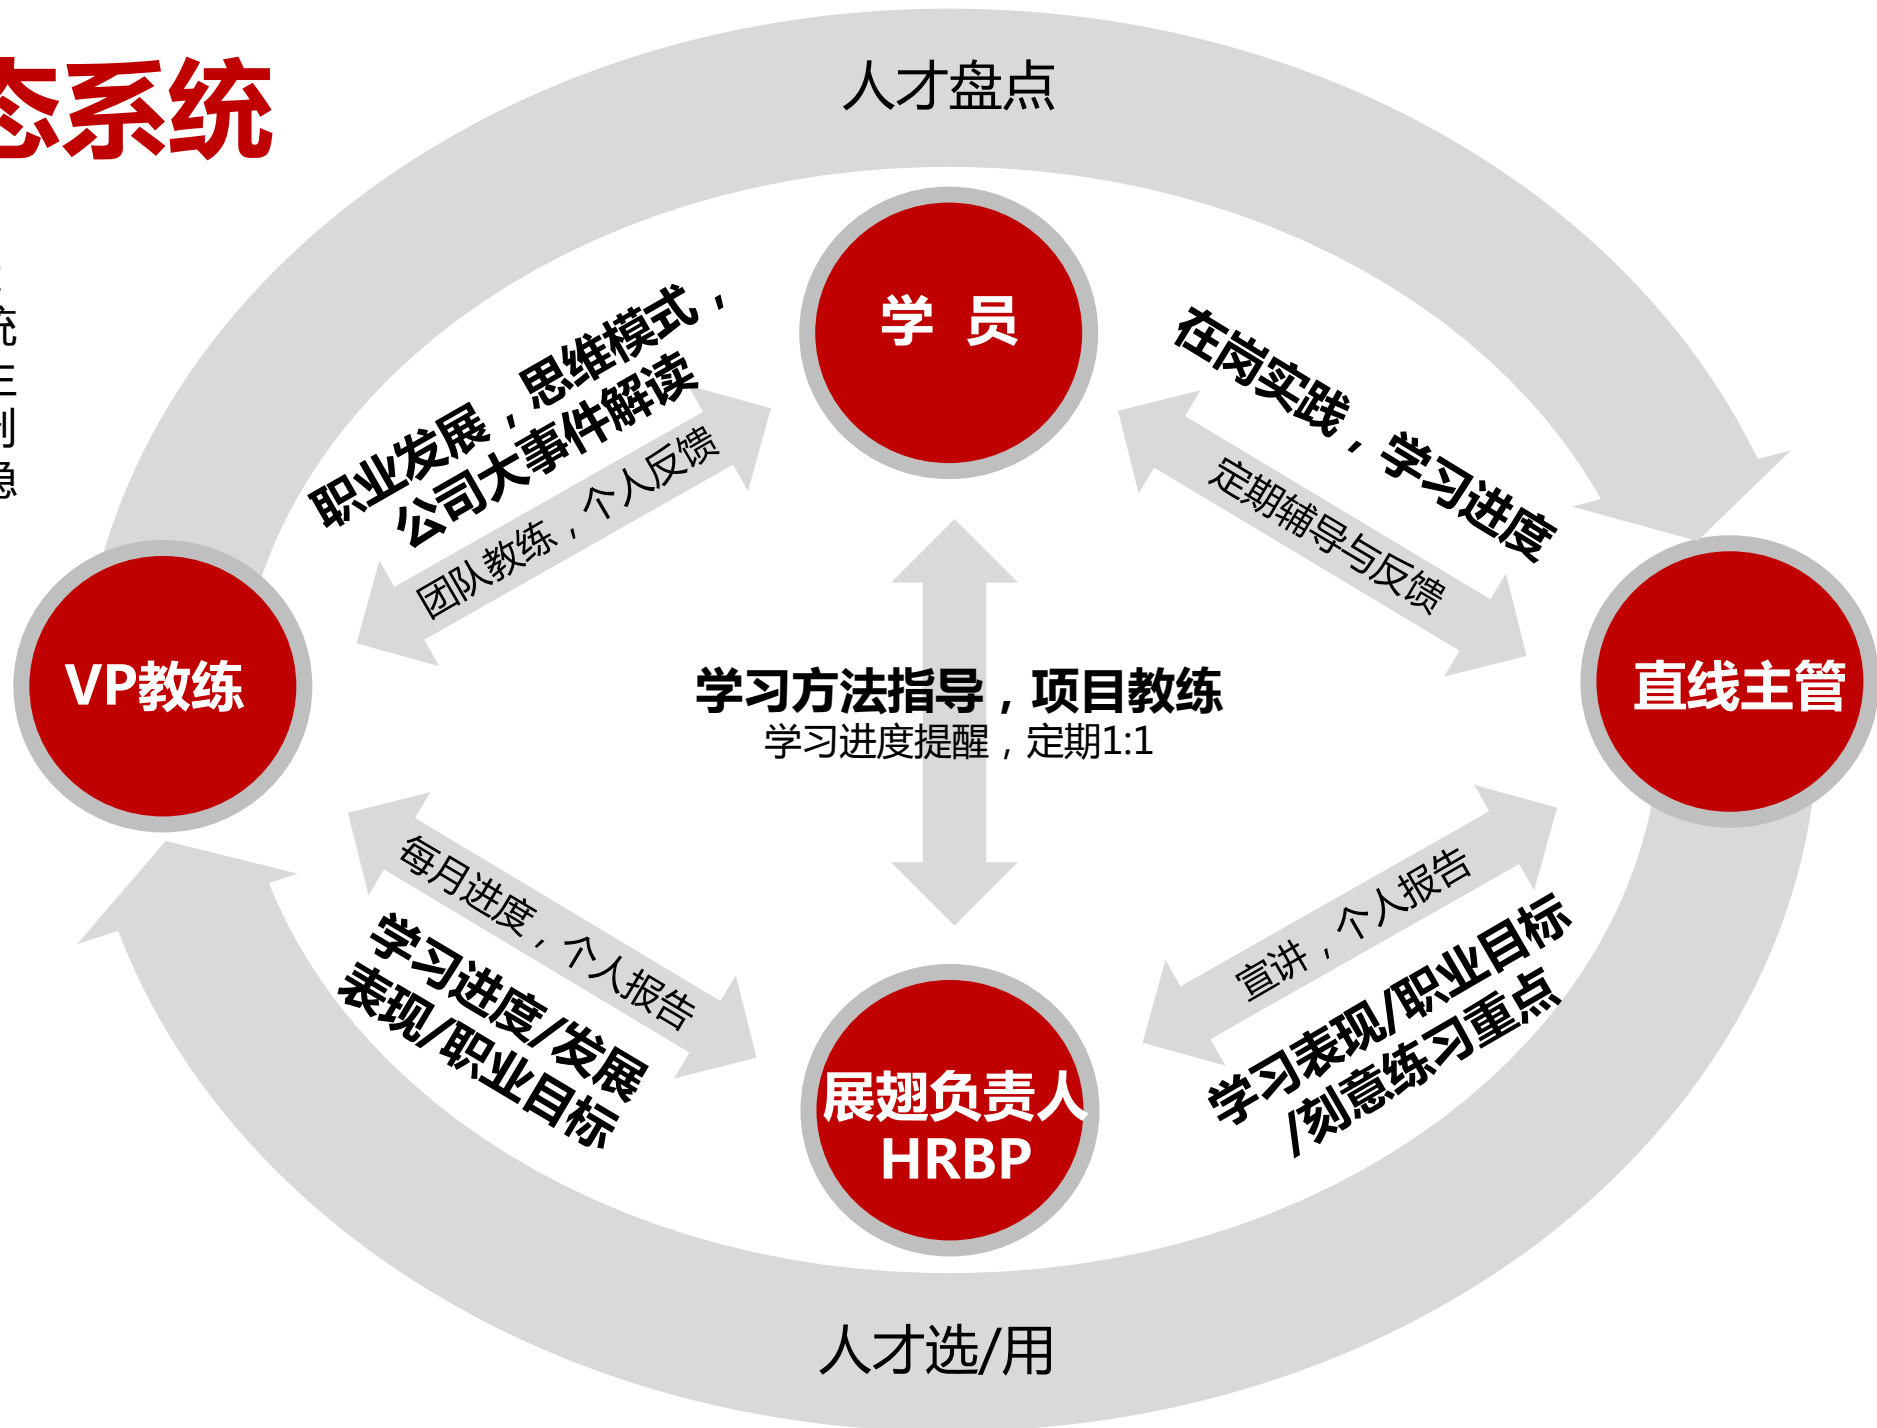 人才盘点
态系统
统
学 员
职业发展，思维模式，
公司大事件解读
团队教练，个人反馈
在岗实践，学习进度
定期辅导与反馈
VP教练
学习方法指导，项目教练
学习进度提醒，定期1:1
直线主管
每月进度，个人报告
学习进度/发展
表现/职业目标
宣讲，个人报告
学习表现/职业目标
/刻意练习重点
展翅负责人
HRBP
人才选/用